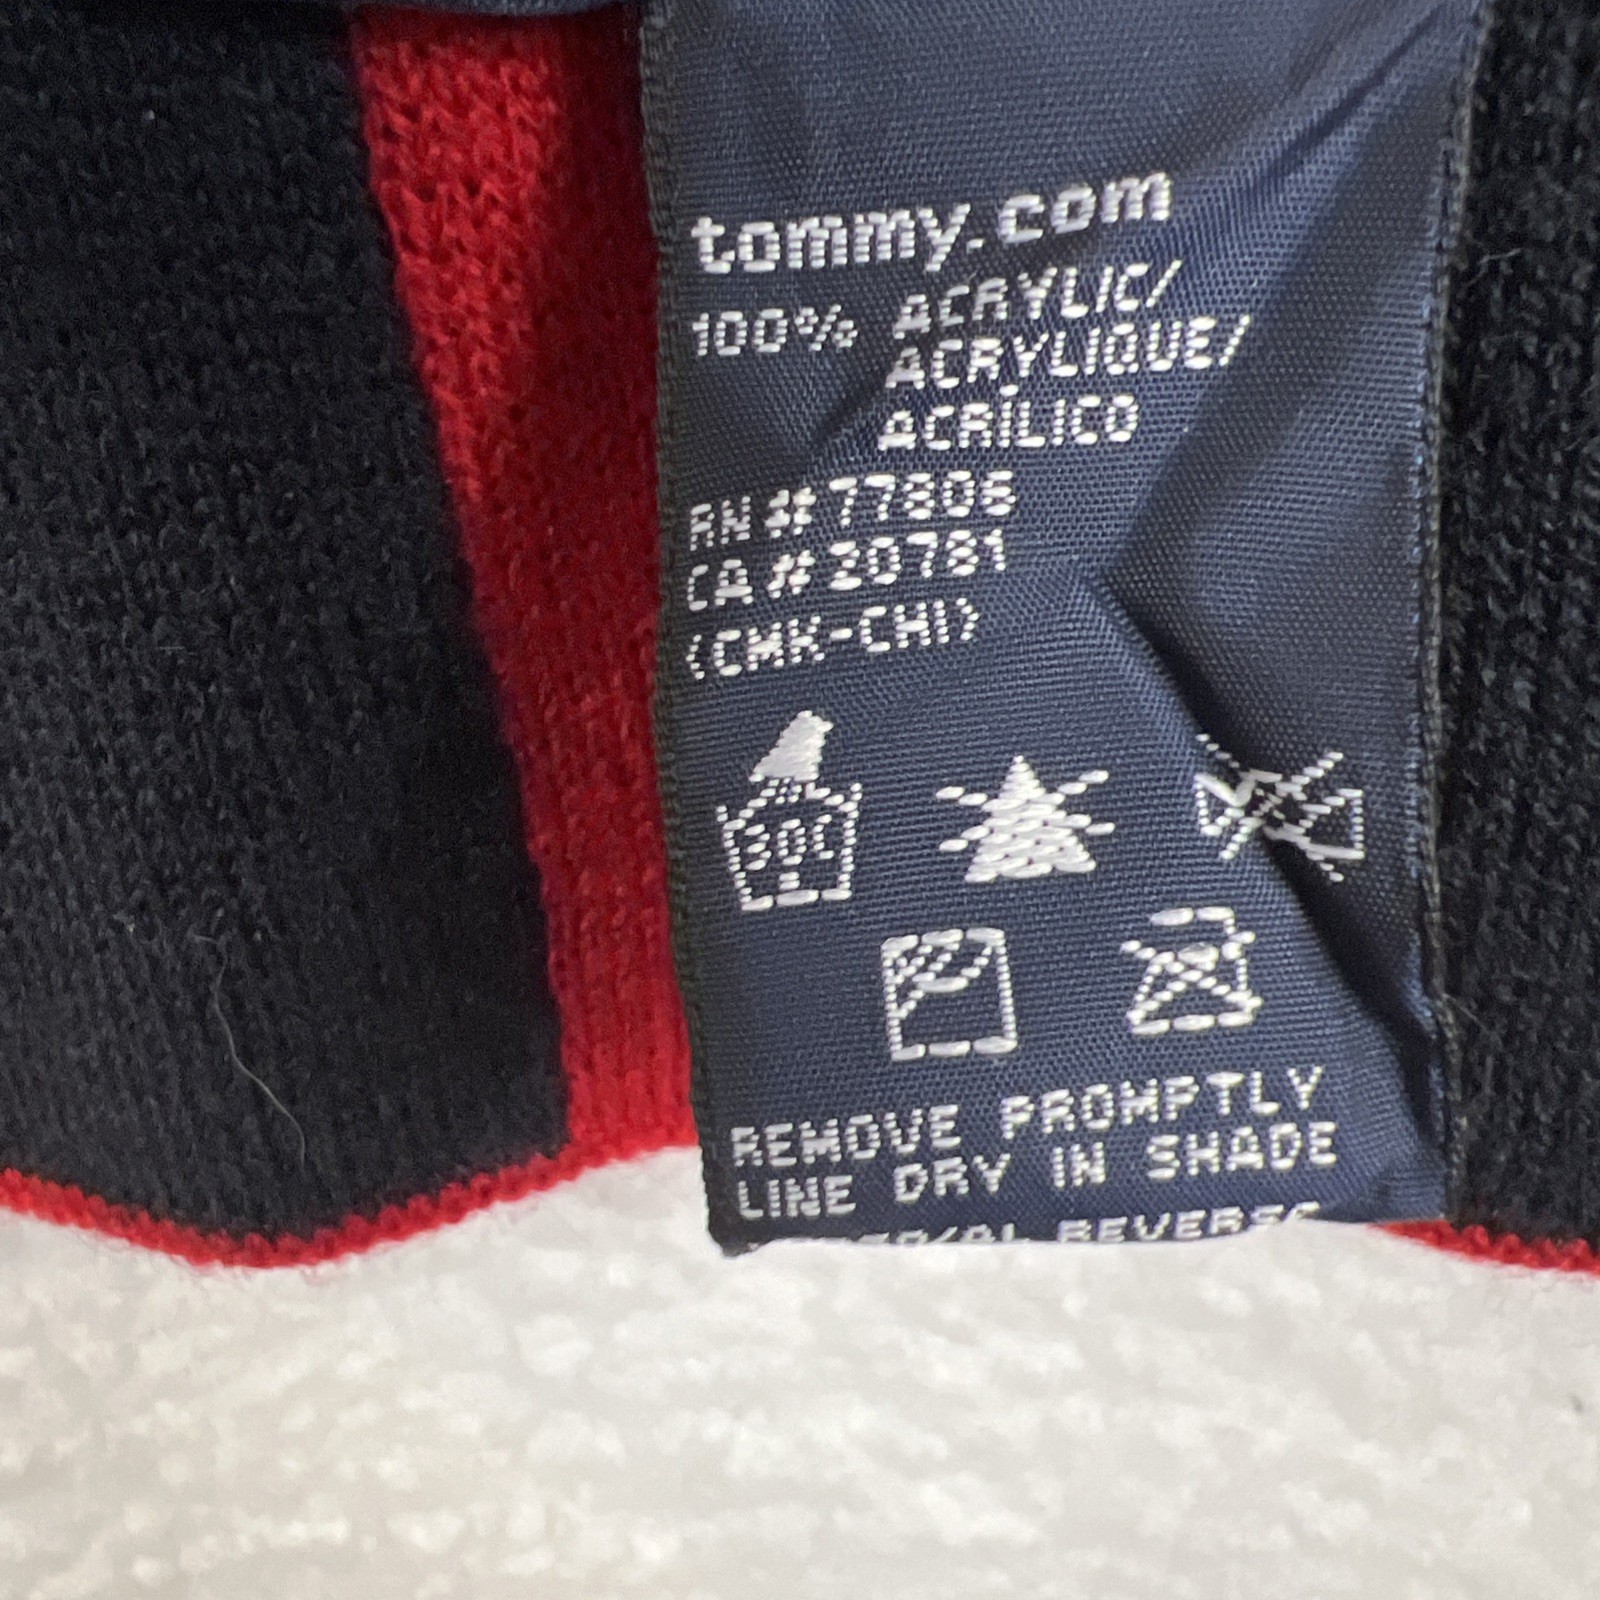 tommy.com
100% ACRYLIC/
ACRYLIQUE/
ACRÍLICO
RN # 77806
CA # 20781
(CMK-CHI)
30C
REMOVE PROMPTLY
LINE DRY IN SHADE
REVERSE